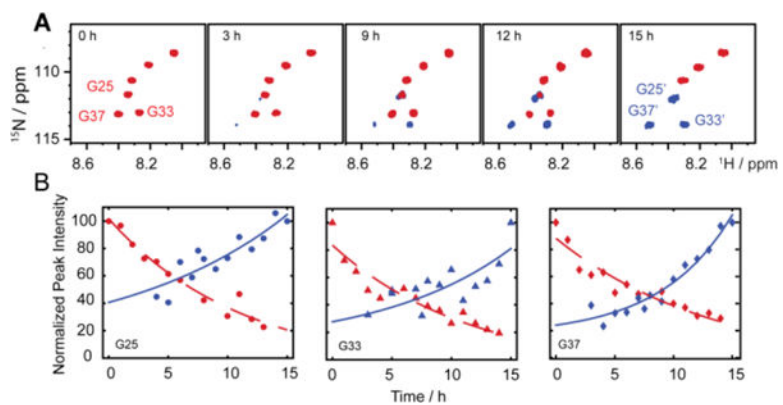 A
0 h
3 h
9 h
12 h
15 h
¹⁵N / ppm
110
115
G25
G37
G33
G25'
G37'
G33'
8.6
8.2
8.6
8.2
8.6
8.2
8.6
8.2
8.6
8.2
¹H / ppm
B
Normalized Peak Intensity
100
80
60
40
20
0
G25
G33
G37
0
5
10
15
0
5
10
15
0
5
10
15
Time / h